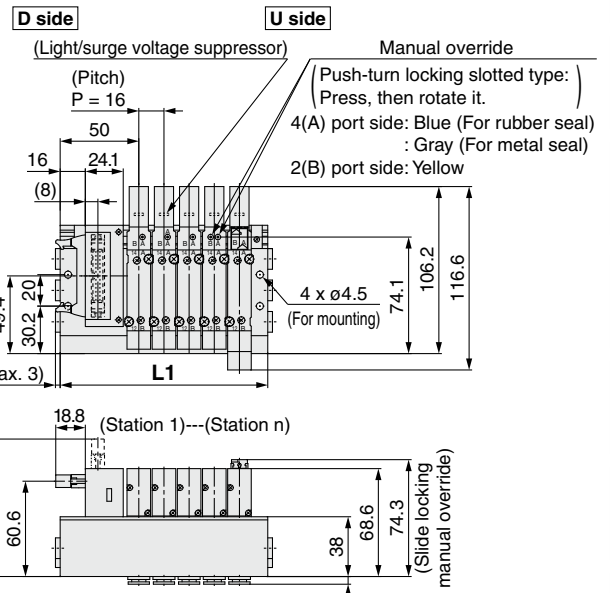 D side
U side
(Light/surge voltage suppressor)
Manual override
(Push-turn locking slotted type:
Press, then rotate it.)
4(A) port side: Blue (For rubber seal)
: Gray (For metal seal)
2(B) port side: Yellow
(Pitch)
P = 16
50
16
24.1
(8)
20
30.2
4 x ø4.5
(For mounting)
74.1
106.2
116.6
L1
18.8
(Station 1)---(Station n)
60.6
38
68.6
74.3
(Slide locking
manual override)